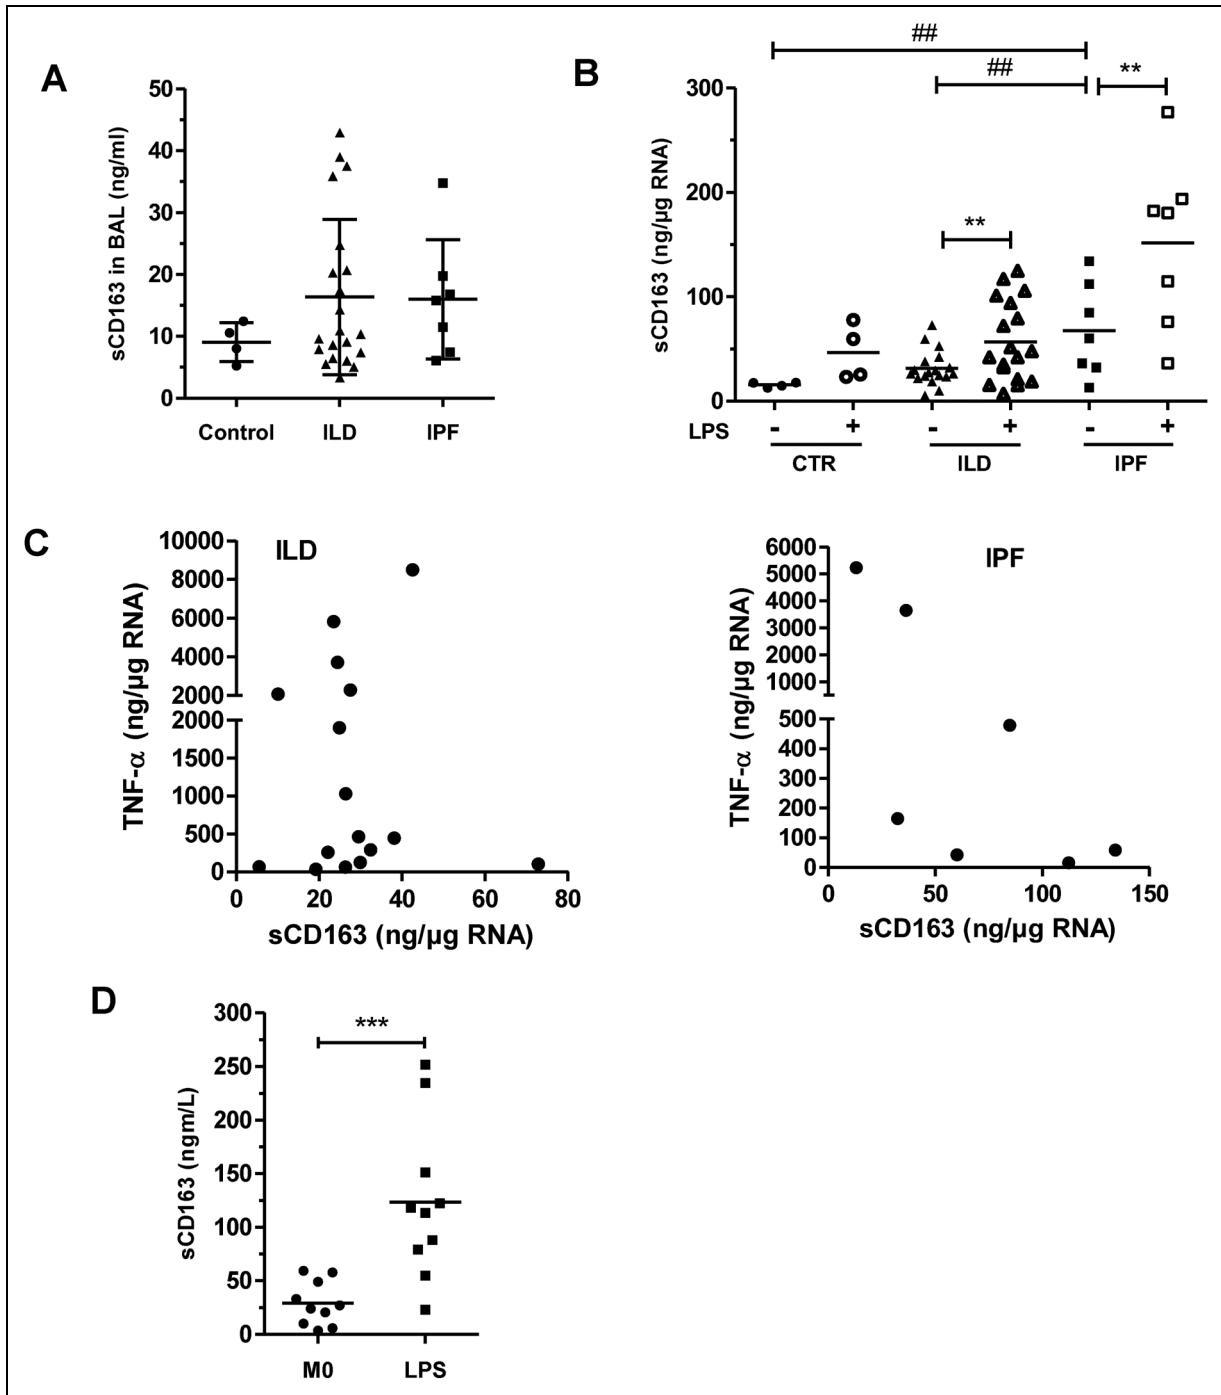 A
50
40
30
20
10
0
sCD163 in BAL (ng/ml)
Control ILD IPF
B
##
## **
**
300
200
100
0
sCD163 (ng/µg RNA)
LPS - + - + - +
CTR ILD IPF
C
ILD
10000
8000
6000
4000
2000
2000
1500
1000
500
0
TNF-α (ng/µg RNA)
0 20 40 60 80
sCD163 (ng/µg RNA)
IPF
6000
5000
4000
3000
2000
1000
500
400
300
200
100
0
TNF-α (ng/µg RNA)
0 50 100 150
sCD163 (ng/µg RNA)
D
***
300
250
200
150
100
50
0
sCD163 (ngm/L)
M0 LPS